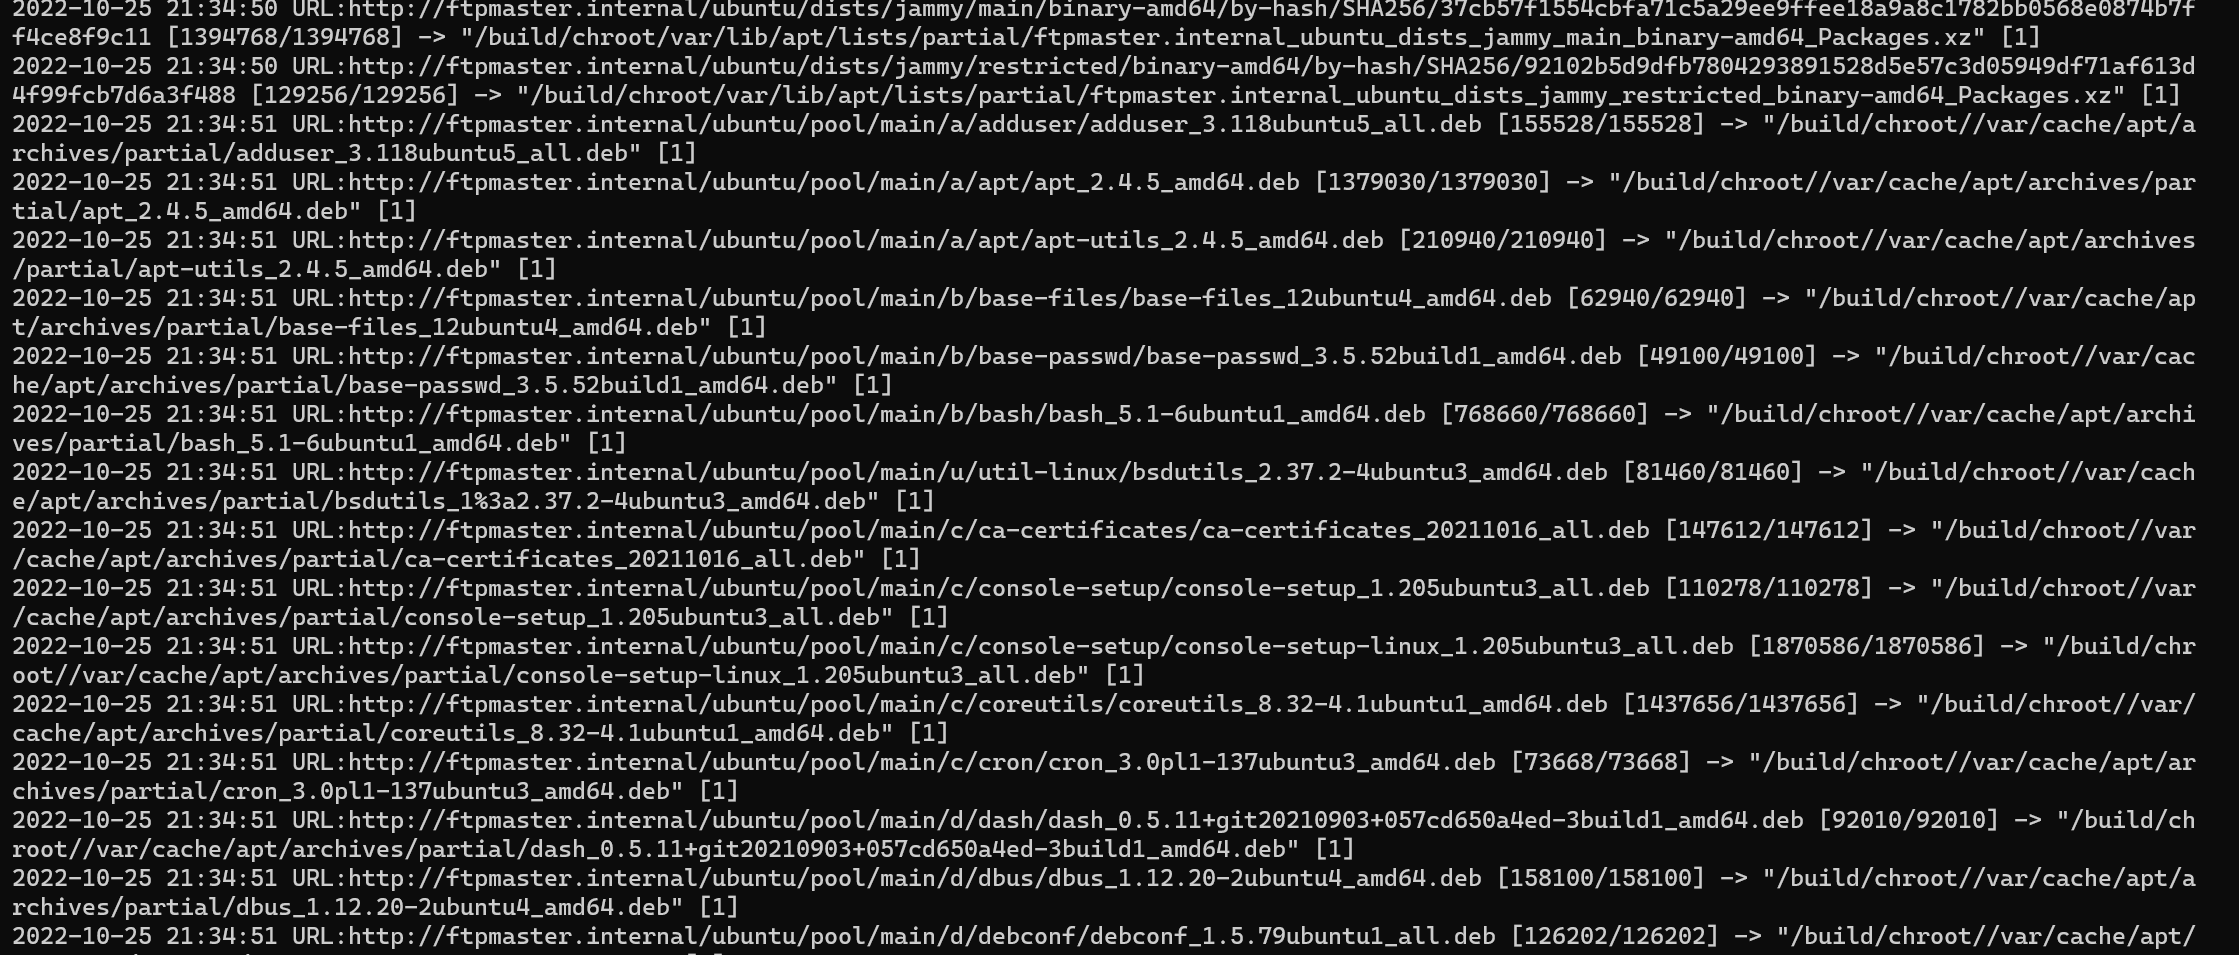 2022-10-25 21:34:50 URL:http://ftpmaster.internal/ubuntu/dists/jammy/main/binary-amd64/by-hash/SHA256/37cb57f1554cbfa71c5a29ee9ffee18a9a8c1782bb0568e0874b7f
f4ce8f9c11 [1394768/1394768] -> "/build/chroot/var/lib/apt/lists/partial/ftpmaster.internal_ubuntu_dists_jammy_main_binary-amd64_Packages.xz" [1]
2022-10-25 21:34:50 URL:http://ftpmaster.internal/ubuntu/dists/jammy/restricted/binary-amd64/by-hash/SHA256/92102b5d9dfb7804293891528d5e57c3d05949df71af613d
4f99fcb7d6a3f488 [129256/129256] -> "/build/chroot/var/lib/apt/lists/partial/ftpmaster.internal_ubuntu_dists_jammy_restricted_binary-amd64_Packages.xz" [1]
2022-10-25 21:34:51 URL:http://ftpmaster.internal/ubuntu/pool/main/a/adduser/adduser_3.118ubuntu5_all.deb [155528/155528] -> "/build/chroot//var/cache/apt/a
rchives/partial/adduser_3.118ubuntu5_all.deb" [1]
2022-10-25 21:34:51 URL:http://ftpmaster.internal/ubuntu/pool/main/a/apt/apt_2.4.5_amd64.deb [1379030/1379030] -> "/build/chroot//var/cache/apt/archives/par
tial/apt_2.4.5_amd64.deb" [1]
2022-10-25 21:34:51 URL:http://ftpmaster.internal/ubuntu/pool/main/a/apt/apt-utils_2.4.5_amd64.deb [210940/210940] -> "/build/chroot//var/cache/apt/archives
/partial/apt-utils_2.4.5_amd64.deb" [1]
2022-10-25 21:34:51 URL:http://ftpmaster.internal/ubuntu/pool/main/b/base-files/base-files_12ubuntu4_amd64.deb [62940/62940] -> "/build/chroot//var/cache/ap
t/archives/partial/base-files_12ubuntu4_amd64.deb" [1]
2022-10-25 21:34:51 URL:http://ftpmaster.internal/ubuntu/pool/main/b/base-passwd/base-passwd_3.5.52build1_amd64.deb [49100/49100] -> "/build/chroot//var/cac
he/apt/archives/partial/base-passwd_3.5.52build1_amd64.deb" [1]
2022-10-25 21:34:51 URL:http://ftpmaster.internal/ubuntu/pool/main/b/bash/bash_5.1-6ubuntu1_amd64.deb [768660/768660] -> "/build/chroot//var/cache/apt/archi
ves/partial/bash_5.1-6ubuntu1_amd64.deb" [1]
2022-10-25 21:34:51 URL:http://ftpmaster.internal/ubuntu/pool/main/u/util-linux/bsdutils_2.37.2-4ubuntu3_amd64.deb [81460/81460] -> "/build/chroot//var/cach
e/apt/archives/partial/bsdutils_1%3a2.37.2-4ubuntu3_amd64.deb" [1]
2022-10-25 21:34:51 URL:http://ftpmaster.internal/ubuntu/pool/main/c/ca-certificates/ca-certificates_20211016_all.deb [147612/147612] -> "/build/chroot//var
/cache/apt/archives/partial/ca-certificates_20211016_all.deb" [1]
2022-10-25 21:34:51 URL:http://ftpmaster.internal/ubuntu/pool/main/c/console-setup/console-setup_1.205ubuntu3_all.deb [110278/110278] -> "/build/chroot//var
/cache/apt/archives/partial/console-setup_1.205ubuntu3_all.deb" [1]
2022-10-25 21:34:51 URL:http://ftpmaster.internal/ubuntu/pool/main/c/console-setup/console-setup-linux_1.205ubuntu3_all.deb [1870586/1870586] -> "/build/chr
oot//var/cache/apt/archives/partial/console-setup-linux_1.205ubuntu3_all.deb" [1]
2022-10-25 21:34:51 URL:http://ftpmaster.internal/ubuntu/pool/main/c/coreutils/coreutils_8.32-4.1ubuntu1_amd64.deb [1437656/1437656] -> "/build/chroot//var/
cache/apt/archives/partial/coreutils_8.32-4.1ubuntu1_amd64.deb" [1]
2022-10-25 21:34:51 URL:http://ftpmaster.internal/ubuntu/pool/main/c/cron/cron_3.0pl1-137ubuntu3_amd64.deb [73668/73668] -> "/build/chroot//var/cache/apt/ar
chives/partial/cron_3.0pl1-137ubuntu3_amd64.deb" [1]
2022-10-25 21:34:51 URL:http://ftpmaster.internal/ubuntu/pool/main/d/dash/dash_0.5.11+git20210903+057cd650a4ed-3build1_amd64.deb [92010/92010] -> "/build/ch
root//var/cache/apt/archives/partial/dash_0.5.11+git20210903+057cd650a4ed-3build1_amd64.deb" [1]
2022-10-25 21:34:51 URL:http://ftpmaster.internal/ubuntu/pool/main/d/dbus/dbus_1.12.20-2ubuntu4_amd64.deb [158100/158100] -> "/build/chroot//var/cache/apt/a
rchives/partial/dbus_1.12.20-2ubuntu4_amd64.deb" [1]
2022-10-25 21:34:51 URL:http://ftpmaster.internal/ubuntu/pool/main/d/debconf/debconf_1.5.79ubuntu1_all.deb [126202/126202] -> "/build/chroot//var/cache/apt/